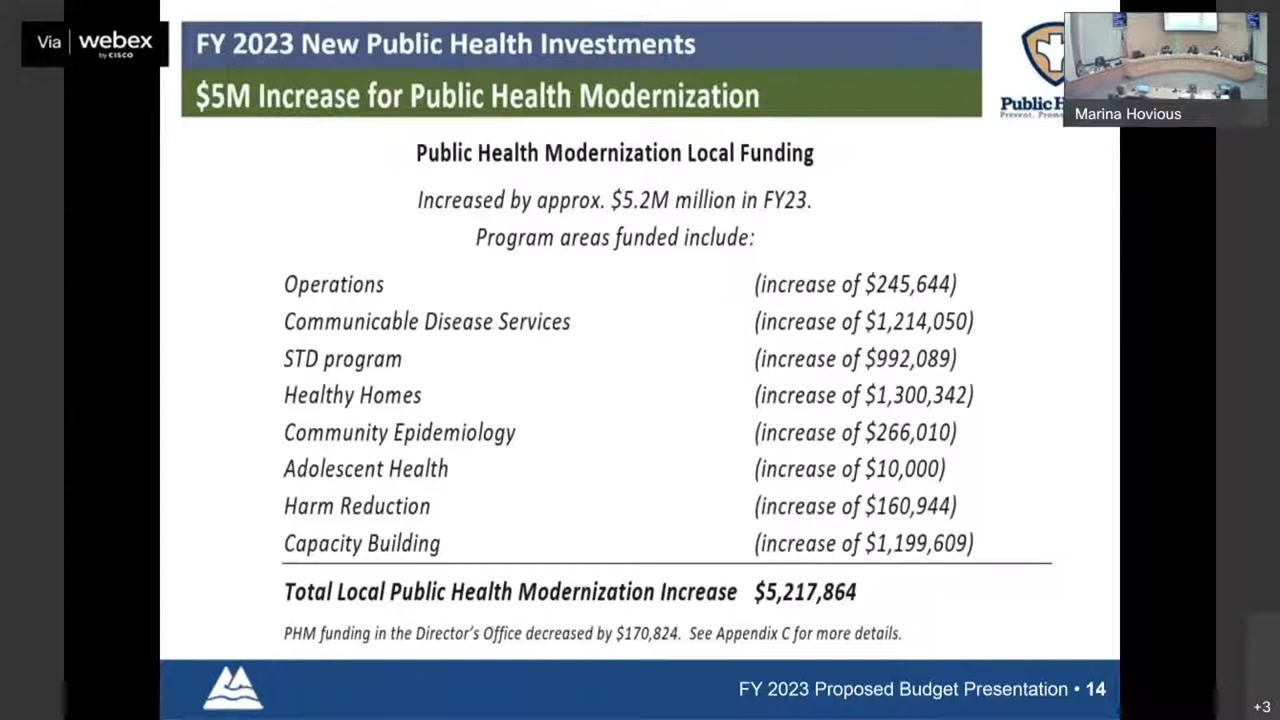 Via webex
by CISCO
FY 2023 New Public Health Investments
$5M Increase for Public Health Modernization
Marina Hovious
Public Health Modernization Local Funding
Increased by approx. $5.2M million in FY23.
Program areas funded include:
Operations (increase of $245,644)
Communicable Disease Services (increase of $1,214,050)
STD program (increase of $992,089)
Healthy Homes (increase of $1,300,342)
Community Epidemiology (increase of $266,010)
Adolescent Health (increase of $10,000)
Harm Reduction (increase of $160,944)
Capacity Building (increase of $1,199,609)
Total Local Public Health Modernization Increase $5,217,864
PHM funding in the Director's Office decreased by $170,824. See Appendix C for more details.
FY 2023 Proposed Budget Presentation • 14
+3